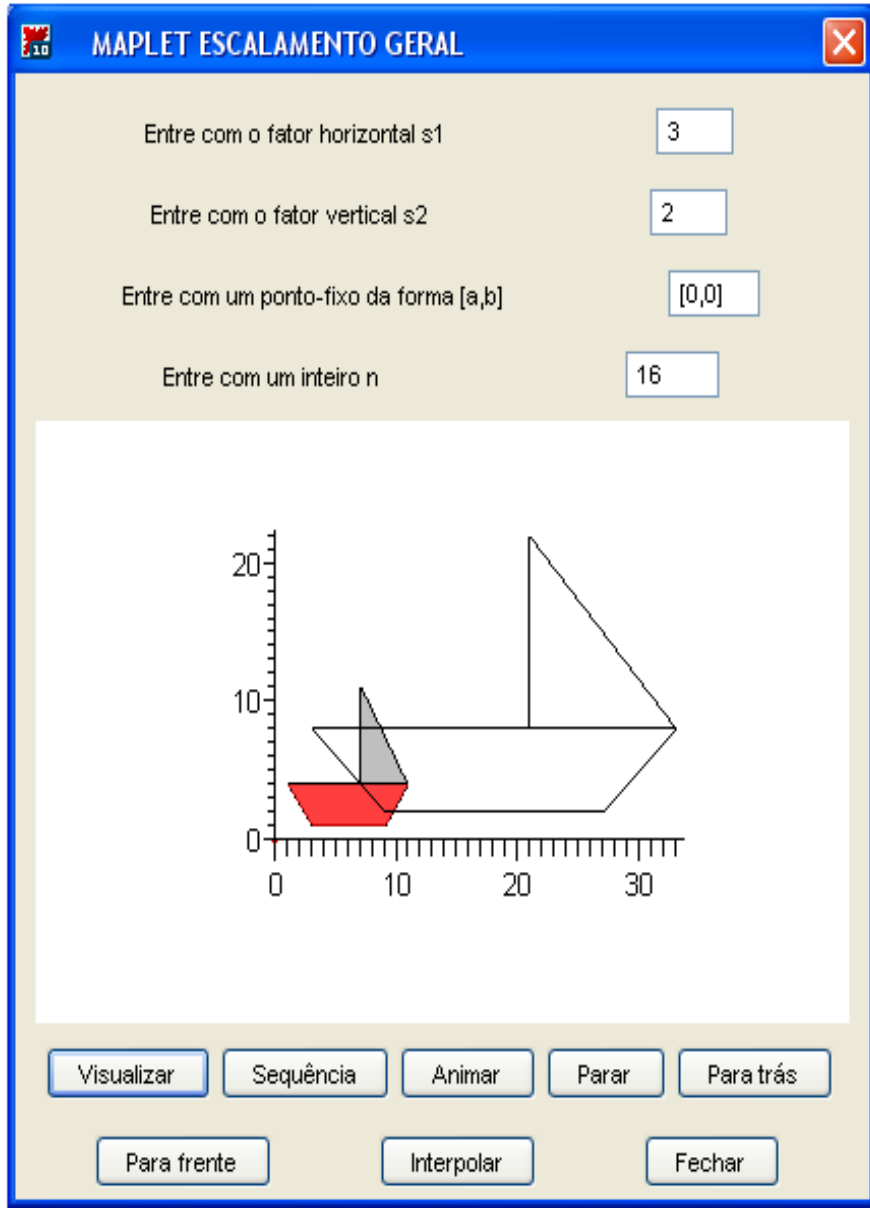 10 MAPLET ESCALAMENTO GERAL
Entre com o fator horizontal s1 3
Entre com o fator vertical s2 2
Entre com um ponto-fixo da forma [a,b] [0,0]
Entre com um inteiro n 16
20
10
0
0 10 20 30
Visualizar Sequência Animar Parar Para trás
Para frente Interpolar Fechar